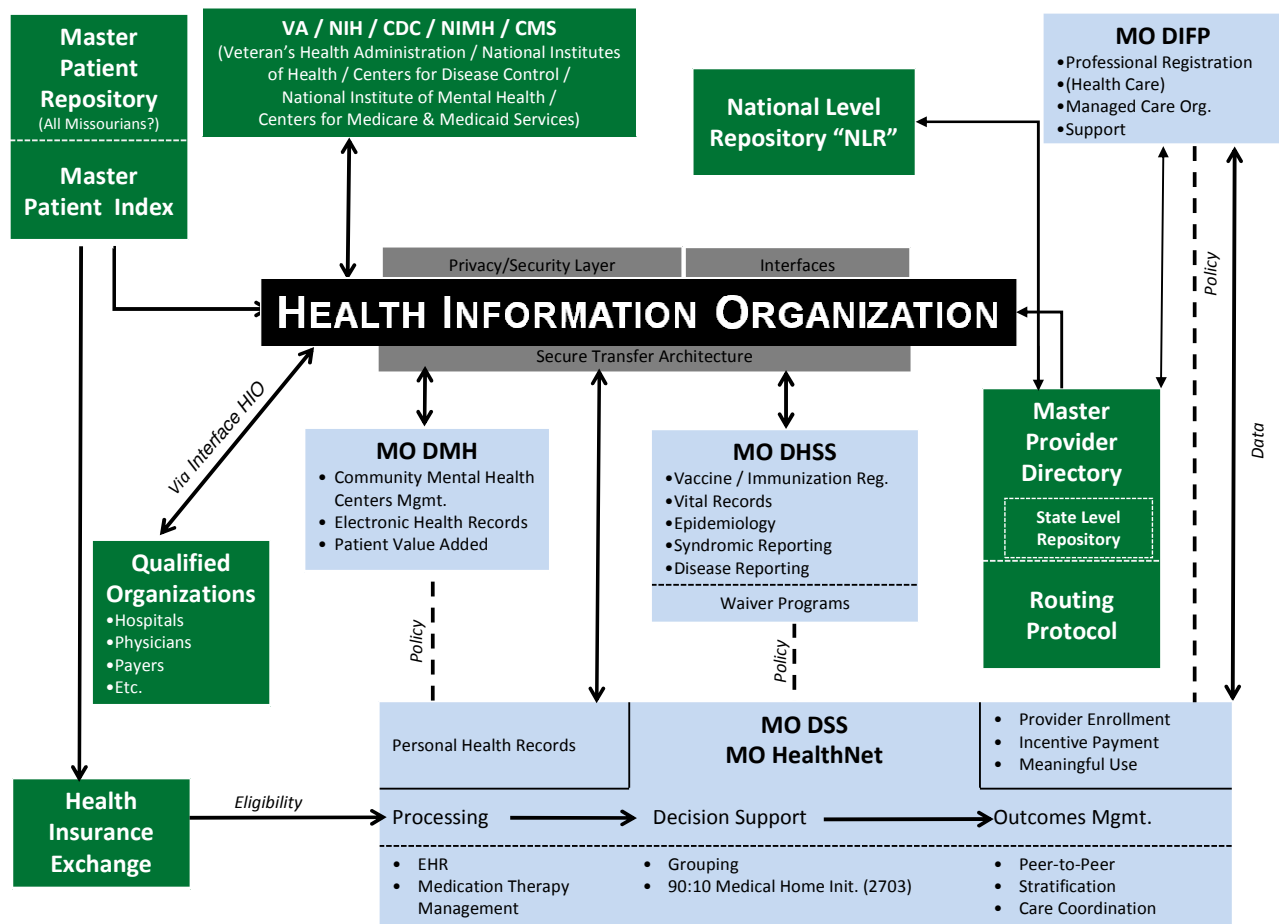 Master
Patient
Repository
(All Missourians?)
Master
Patient Index
VA / NIH / CDC / NIMH / CMS
(Veteran's Health Administration / National Institutes
of Health / Centers for Disease Control /
National Institute of Mental Health /
Centers for Medicare & Medicaid Services)
National Level
Repository “NLR”
MO DIFP
•Professional Registration
•(Health Care)
•Managed Care Org.
•Support
Privacy/Security Layer
Interfaces
HEALTH INFORMATION ORGANIZATION
Secure Transfer Architecture
Policy
Data
Via Interface HIO
MO DMH
• Community Mental Health
Centers Mgmt.
• Electronic Health Records
• Patient Value Added
MO DHSS
•Vaccine / Immunization Reg.
•Vital Records
•Epidemiology
•Syndromic Reporting
•Disease Reporting
Waiver Programs
Master
Provider
Directory
State Level
Repository
Routing
Protocol
Qualified
Organizations
•Hospitals
•Physicians
•Payers
•Etc.
Policy
Policy
Personal Health Records
MO DSS
MO HealthNet
• Provider Enrollment
• Incentive Payment
• Meaningful Use
Health
Insurance
Exchange
Eligibility
Processing
Decision Support
Outcomes Mgmt.
• EHR
• Medication Therapy
Management
• Grouping
• 90:10 Medical Home Init. (2703)
• Peer-to-Peer
• Stratification
• Care Coordination